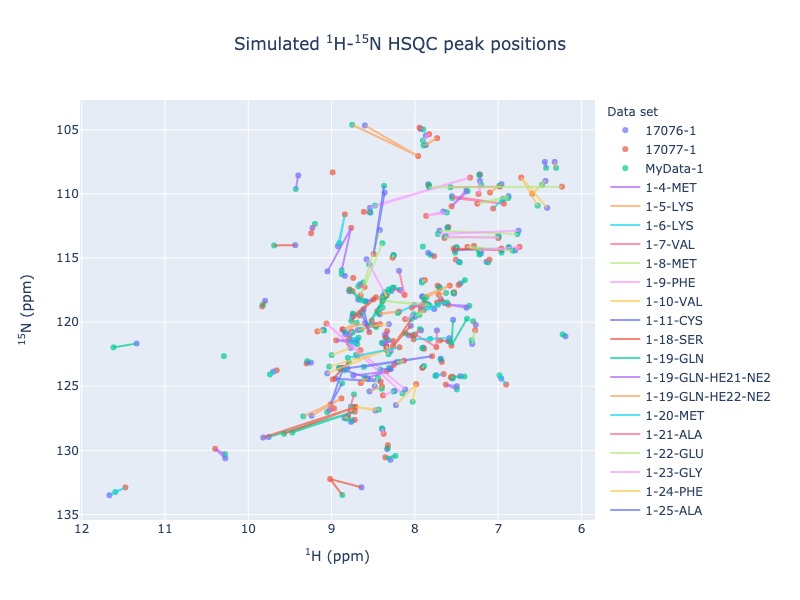 Simulated ¹H-¹⁵N HSQC peak positions
Data set
17076-1
17077-1
MyData-1
1-4-MET
1-5-LYS
1-6-LYS
1-7-VAL
1-8-MET
1-9-PHE
1-10-VAL
1-11-CYS
1-18-SER
1-19-GLN
1-19-GLN-HE21-NE2
1-19-GLN-HE22-NE2
1-20-MET
1-21-ALA
1-22-GLU
1-23-GLY
1-24-PHE
1-25-ALA
105
110
115
120
125
130
135
¹⁵N (ppm)
12 11 10 9 8 7 6
¹H (ppm)